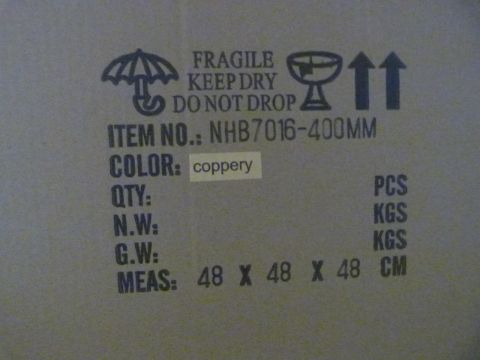 FRAGILE
KEEP DRY
DO NOT DROP
ITEM NO.: NHB7016-400MM
COLOR: coppery
QTY: PCS
N.W: KGS
G.W: KGS
MEAS: 48 X 48 X 48 CM